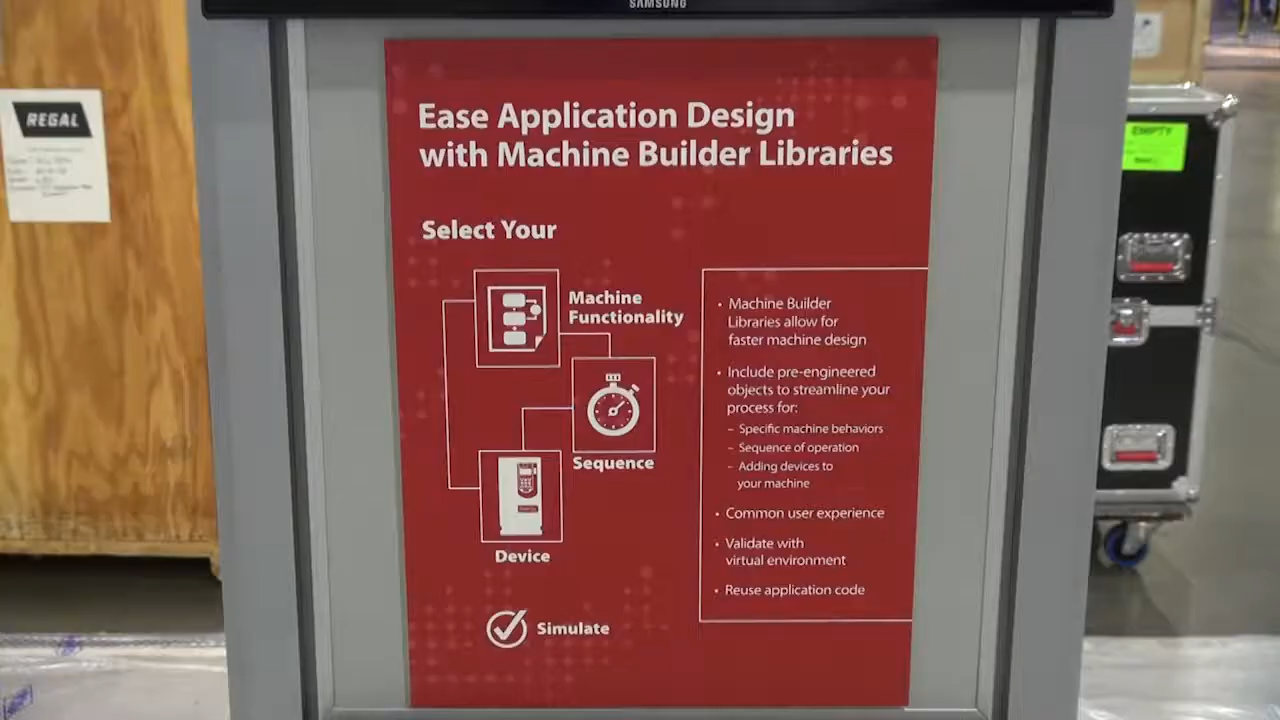 SAMSUNG
REGAL
EMPTY
Ease Application Design
with Machine Builder Libraries
Select Your
Machine
Functionality
Sequence
Device
Simulate
• Machine Builder
Libraries allow for
faster machine design
• Include pre-engineered
objects to streamline your
process for:
– Specific machine behaviors
– Sequence of operation
– Adding devices to
your machine
• Common user experience
• Validate with
virtual environment
• Reuse application code